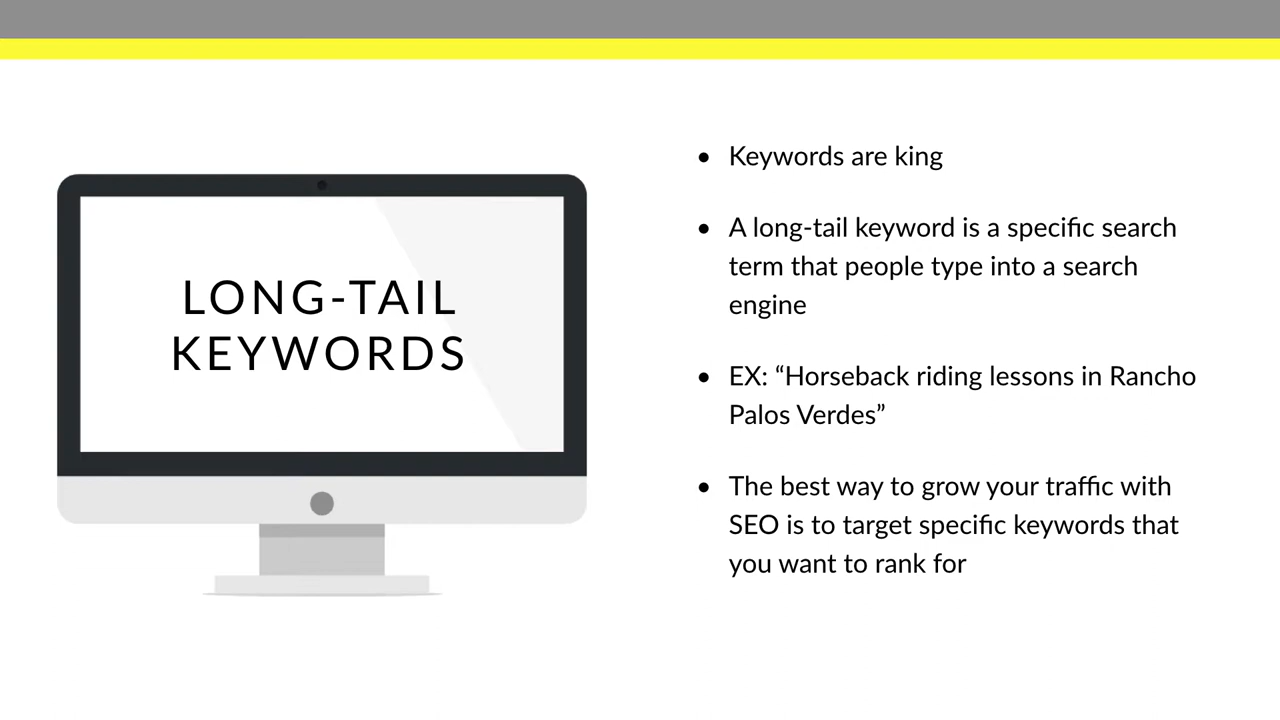 LONG-TAIL
KEYWORDS
• Keywords are king
• A long-tail keyword is a specific search
term that people type into a search
engine
• EX: “Horseback riding lessons in Rancho
Palos Verdes”
• The best way to grow your traffic with
SEO is to target specific keywords that
you want to rank for